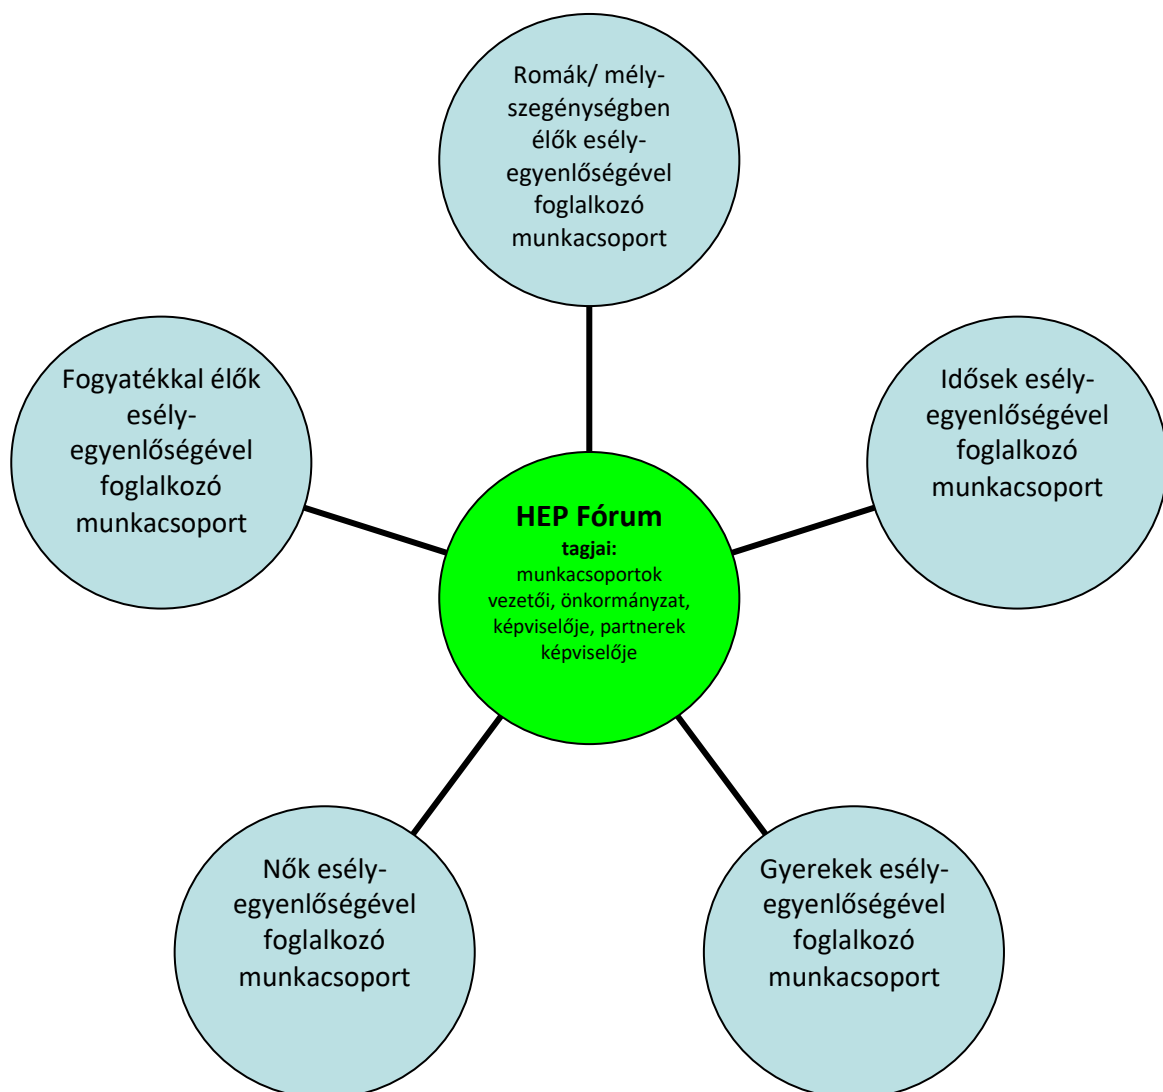 Romák/ mély-
szegénységben
élők esély-
egyenlőségével
foglalkozó
munkacsoport
Fogyatékkal élők
esély-
egyenlőségével
foglalkozó
munkacsoport
Idősek esély-
egyenlőségével
foglalkozó
munkacsoport
HEP Fórum
tagjai:
munkacsoportok
vezetői, önkormányzat,
képviselője, partnerek
képviselője
Nők esély-
egyenlőségével
foglalkozó
munkacsoport
Gyerekek esély-
egyenlőségével
foglalkozó
munkacsoport